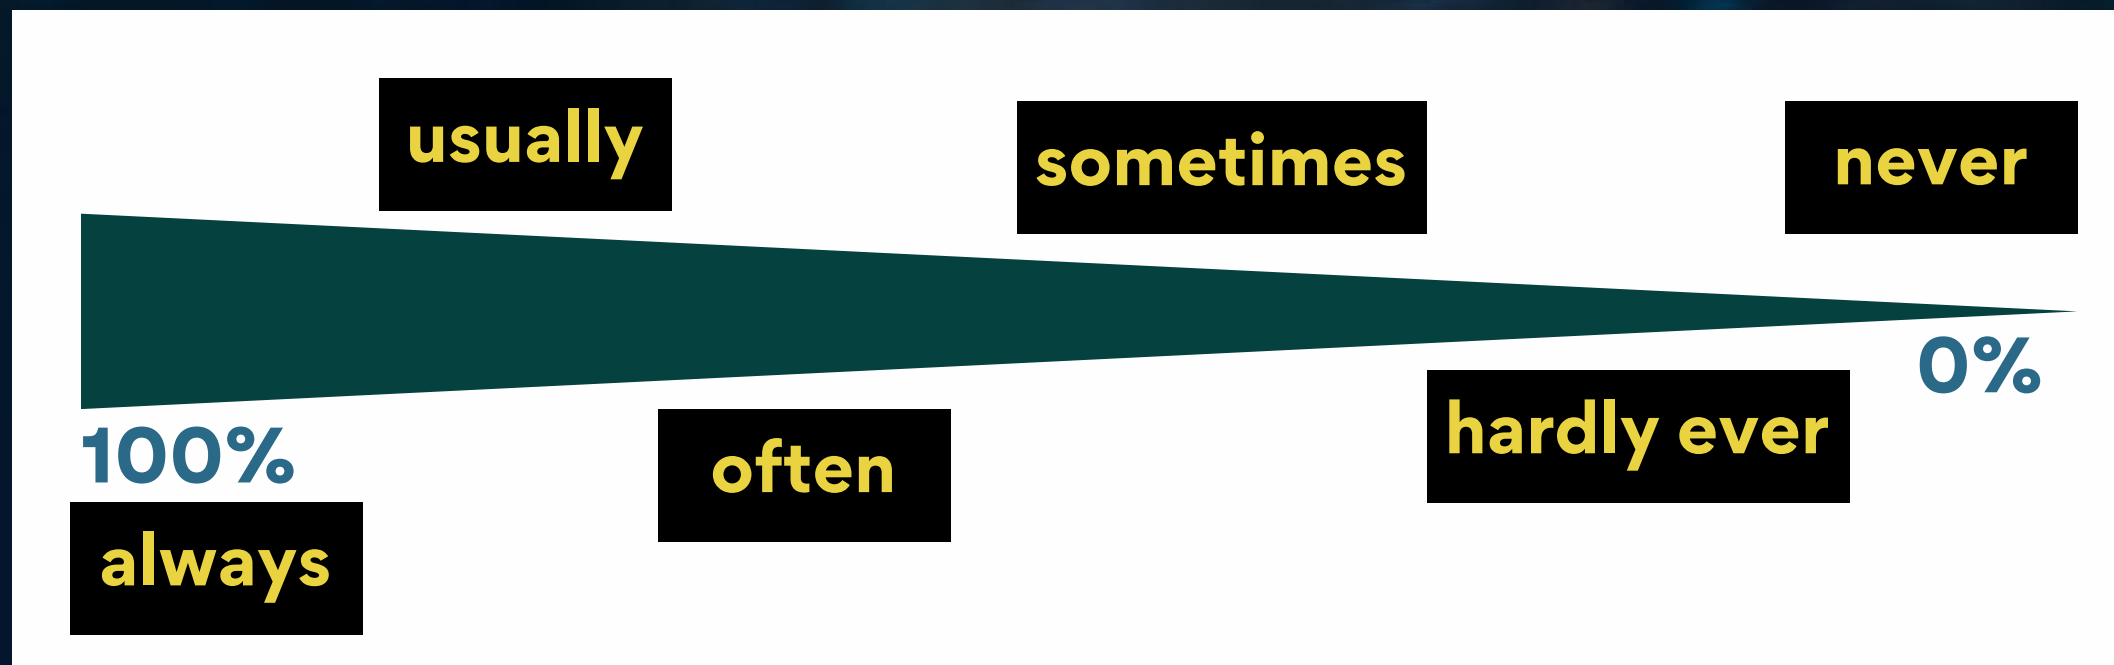 usually
sometimes
never
0%
hardly ever
100%
often
always